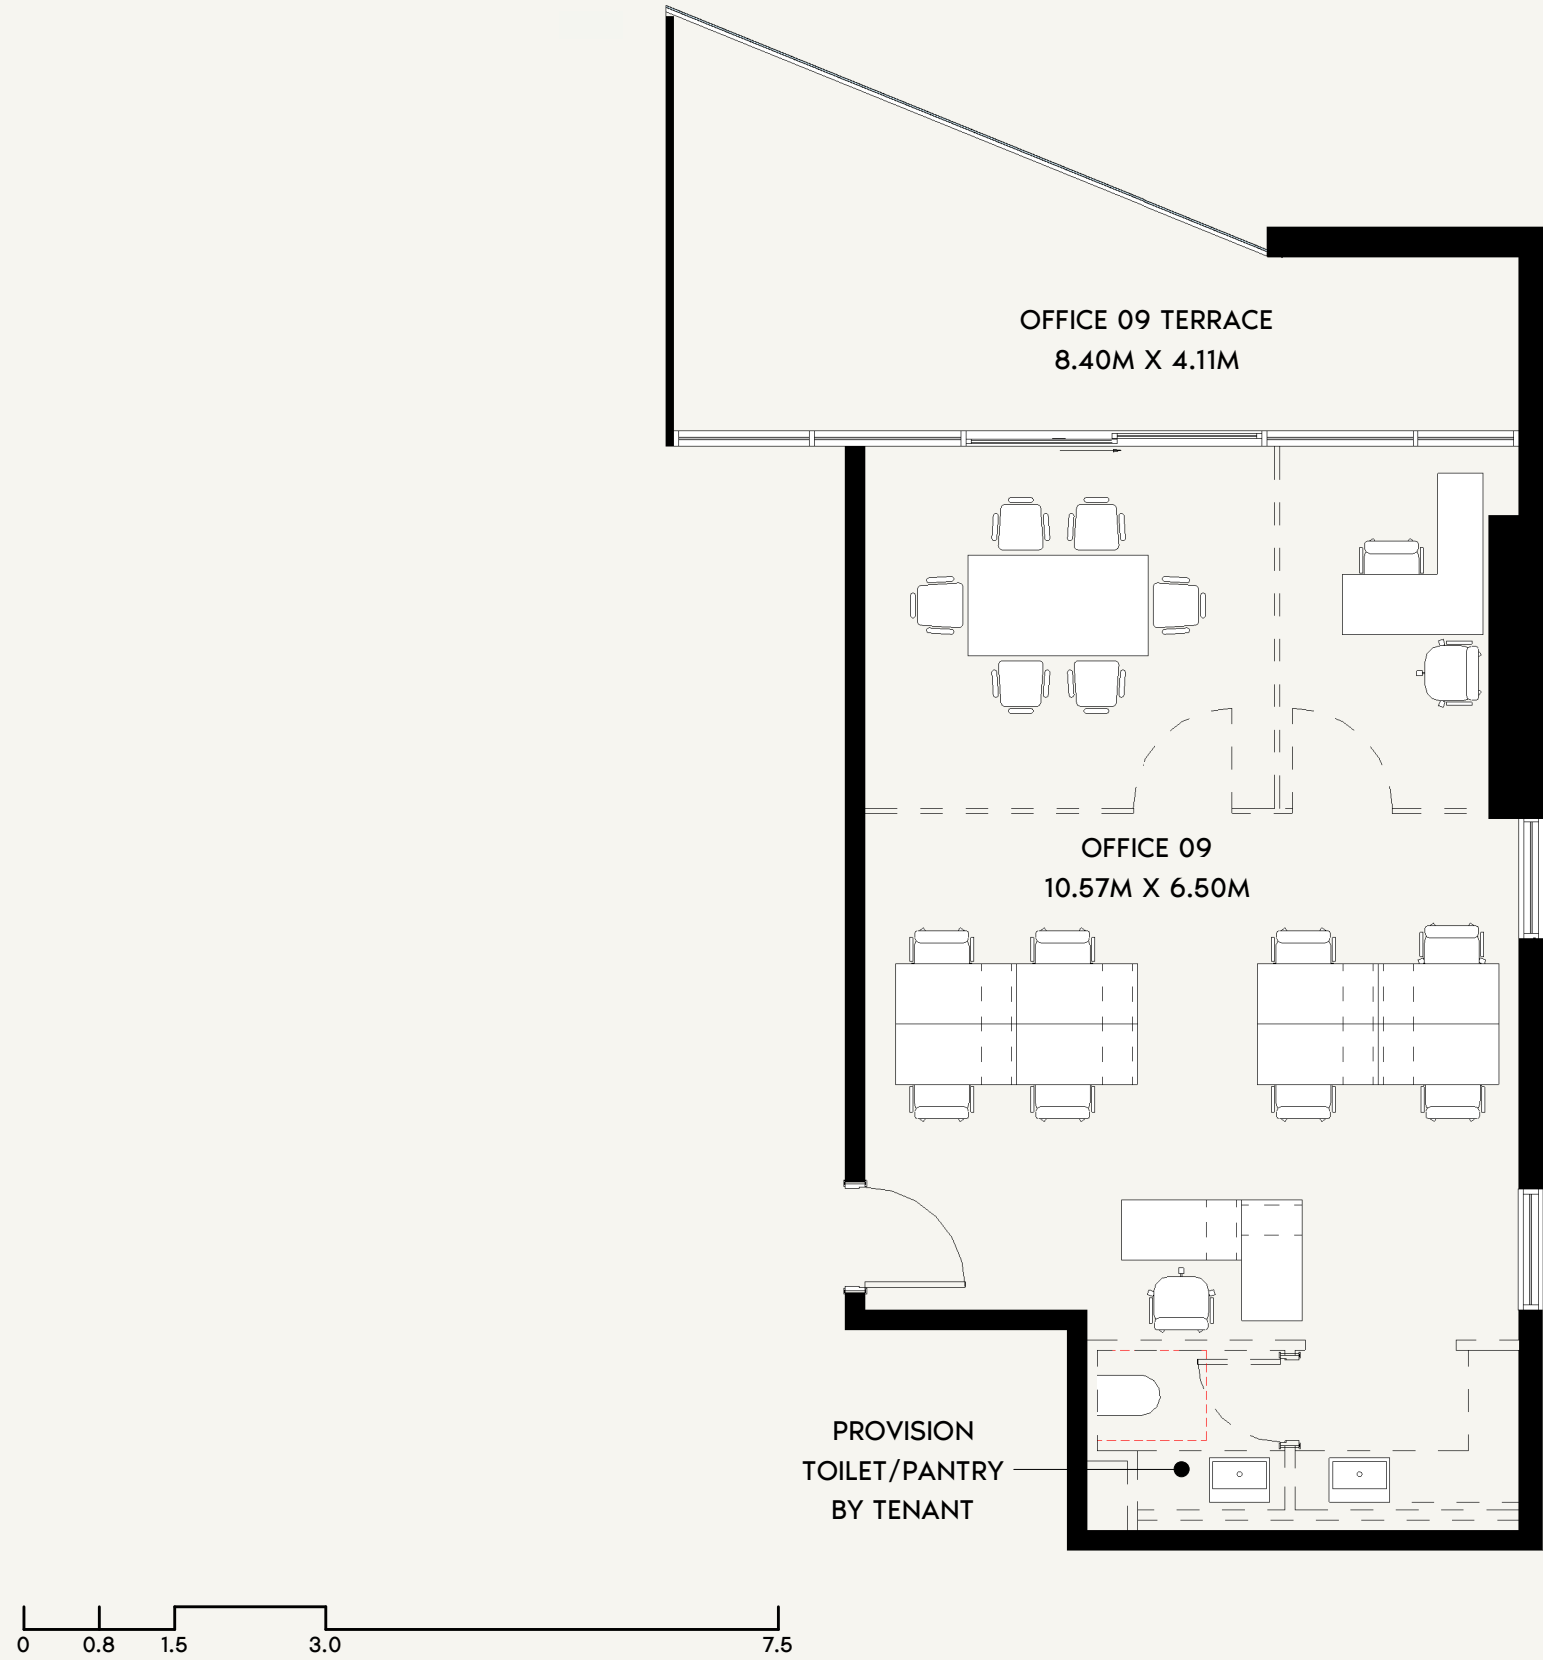 OFFICE 09 TERRACE
8.40M X 4.11M
OFFICE 09
10.57M X 6.50M
PROVISION
TOILET/PANTRY
BY TENANT
0 0.8 1.5 3.0 7.5